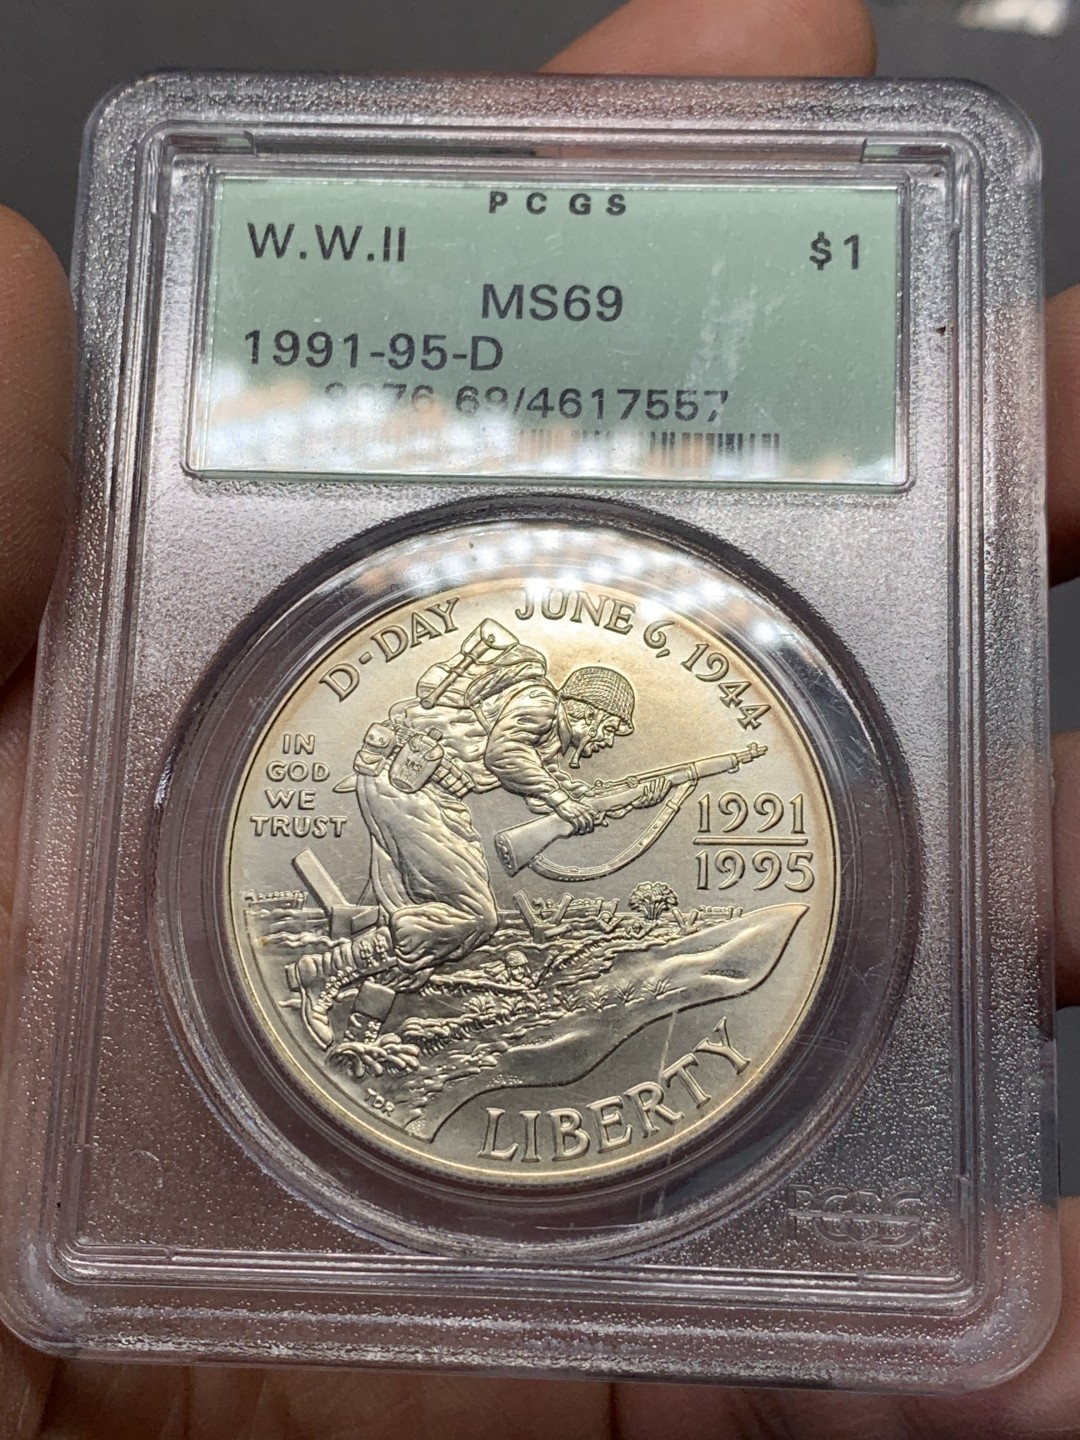 PCGS
W.W.II $1
MS69
1991-95-D
69/4617557
D-DAY JUNE 6, 1944
IN
GOD
WE
TRUST
1991
1995
TDR
LIBERTY
PCGS